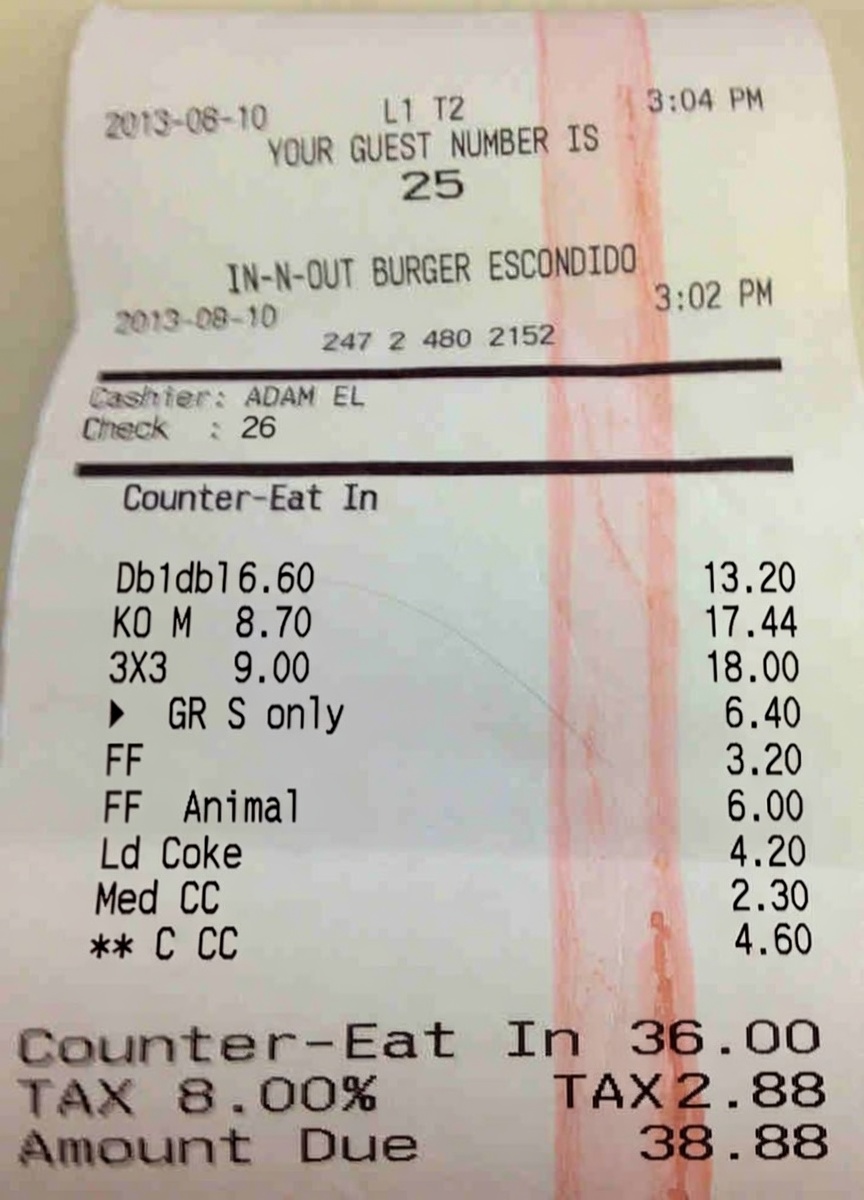 2013-08-10 L1 T2 3:04 PM
YOUR GUEST NUMBER IS
25
IN-N-OUT BURGER ESCONDIDO
2013-08-10 3:02 PM
247 2 480 2152
Cashier: ADAM EL
Check : 26
Counter-Eat In
Db1db16.60 13.20
KO M 8.70 17.44
3X3 9.00 18.00
▶ GR S only 6.40
FF 3.20
FF Animal 6.00
Ld Coke 4.20
Med CC 2.30
** C CC 4.60
Counter-Eat In 36.00
TAX 8.00% TAX2.88
Amount Due 38.88